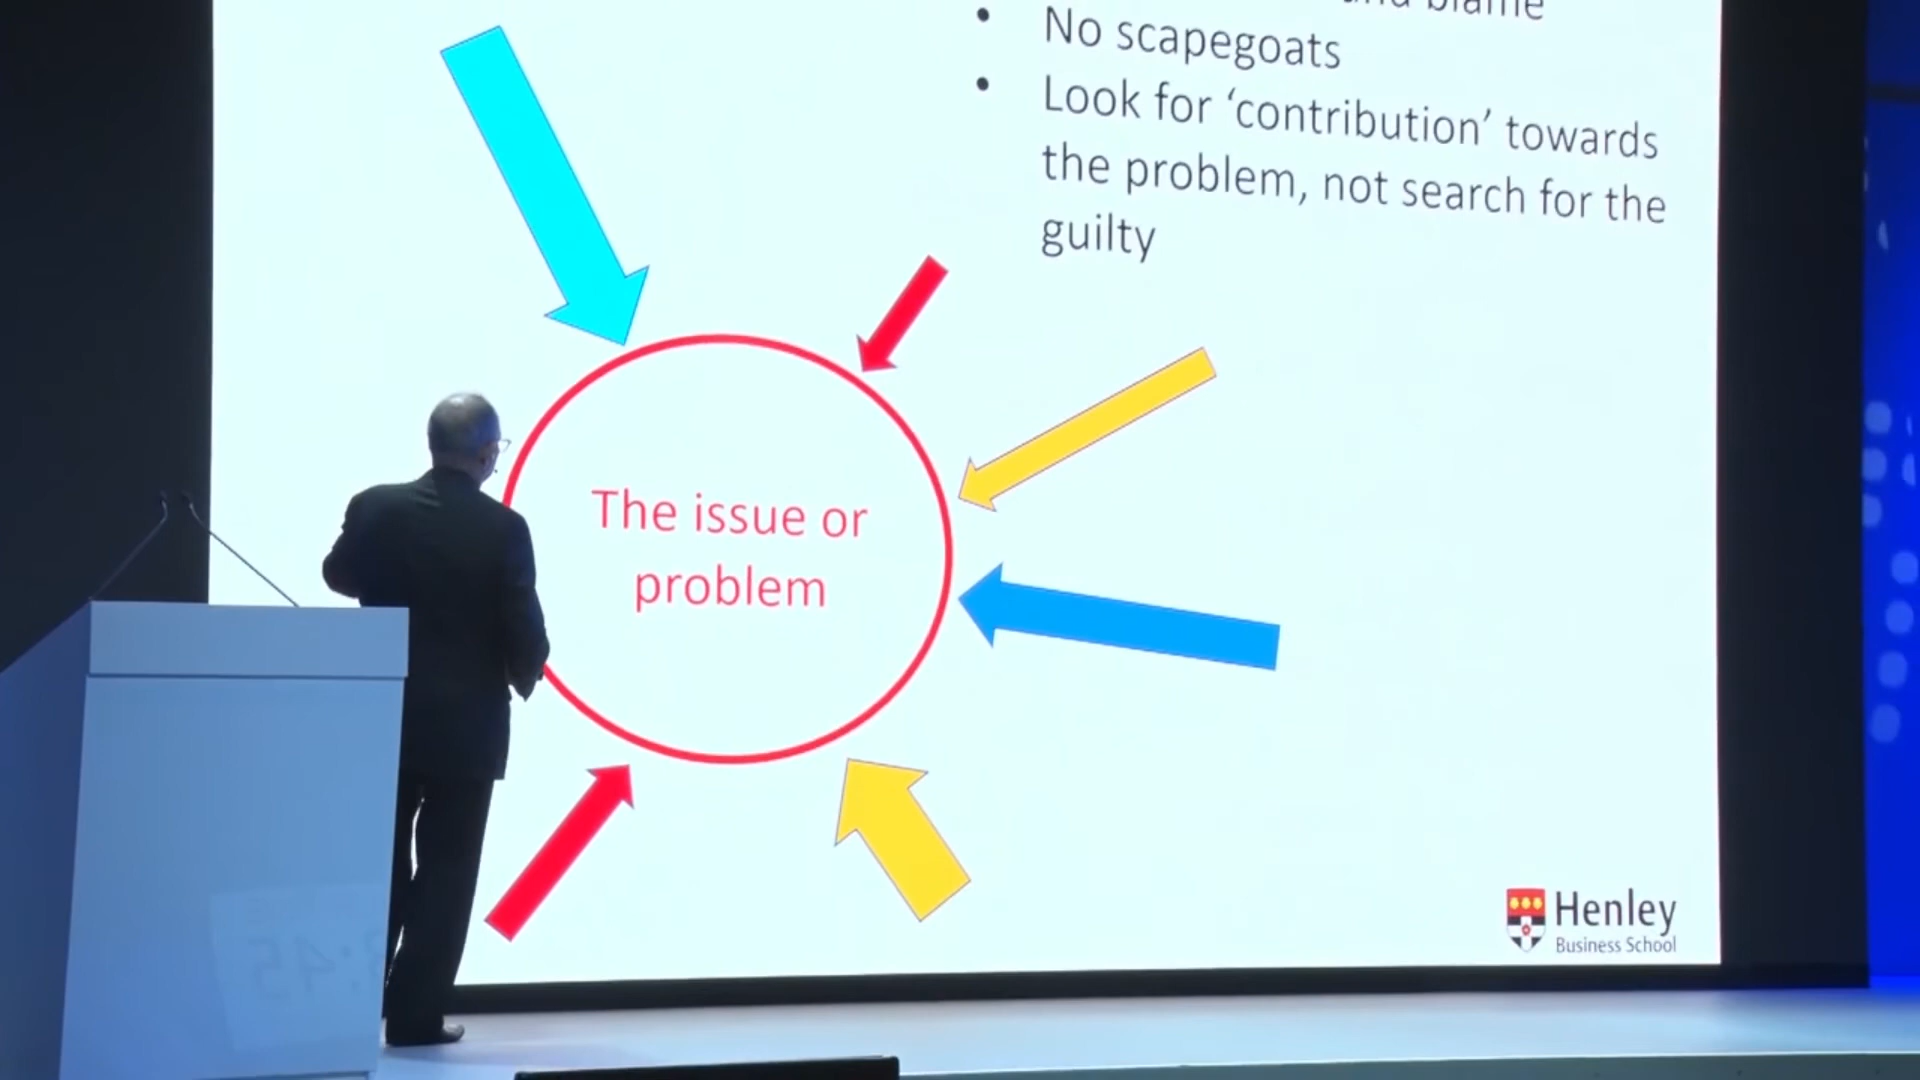 blame
• No scapegoats
• Look for ‘contribution’ towards
the problem, not search for the
guilty
The issue or
problem
Henley
Business School